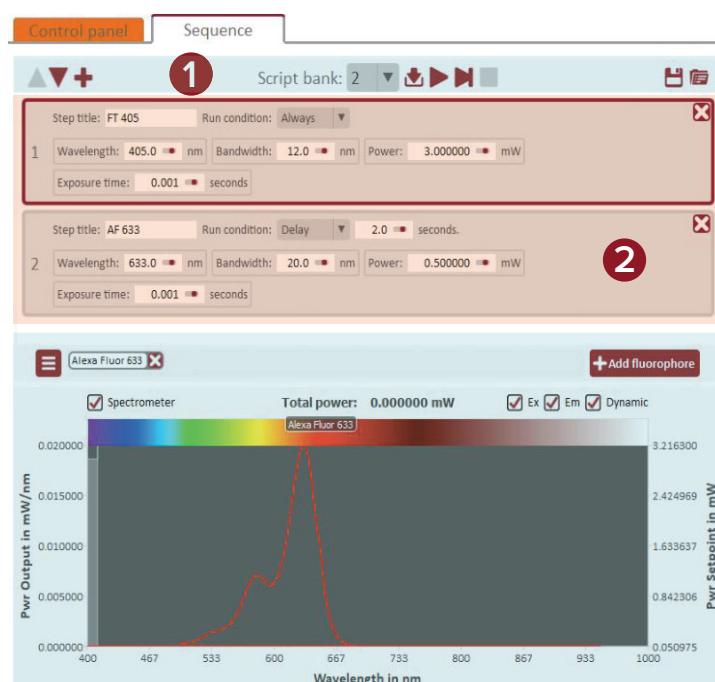 Control panel Sequence
1
Script bank: 2
Step title: FT 405 Run condition: Always
1 Wavelength: 405.0 nm Bandwidth: 12.0 nm Power: 3.000000 mW
Exposure time: 0.001 seconds
Step title: AF 633 Run condition: Delay 2.0 seconds.
2 Wavelength: 633.0 nm Bandwidth: 20.0 nm Power: 0.500000 mW
2
Exposure time: 0.001 seconds
Alexa Fluor 633 Add fluorophore
Spectrometer Total power: 0.000000 mW Ex Em Dynamic
Alexa Fluor 633
0.020000 3.216300
0.015000 2.424969
0.010000 1.633637
0.005000 0.842306
0.000000 0.050975
Pwr Output in mW/nm
Pwr Setpoint in mW
400 467 533 600 667 733 800 867 933 1000
Wavelength in nm